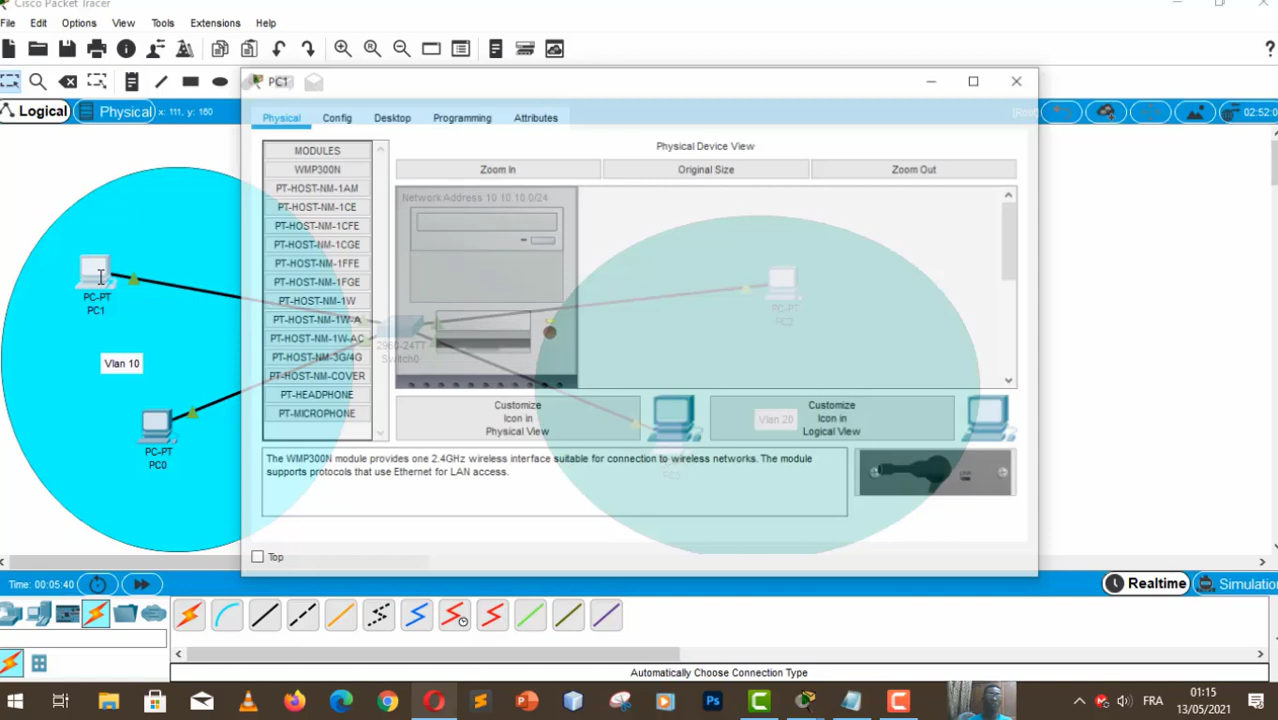 Cisco Packet Tracer
File Edit Options View Tools Extensions Help
?
Logical Physical x: 111, y: 160 [Root] 02:52:0
PC1
Physical Config Desktop Programming Attributes
MODULES
WMP300N
PT-HOST-NM-1AM
PT-HOST-NM-1CE
PT-HOST-NM-1CFE
PT-HOST-NM-1CGE
PT-HOST-NM-1FFE
PT-HOST-NM-1FGE
PT-HOST-NM-1W
PT-HOST-NM-1W-A
PT-HOST-NM-1W-AC
PT-HOST-NM-3G/4G
PT-HOST-NM-COVER
PT-HEADPHONE
PT-MICROPHONE
Physical Device View
Zoom In Original Size Zoom Out
Network Address 10.10.10.0/24
PC-PT
PC1
PC-PT
PC2
2960-24TT
Switch0
Vlan 10
Vlan 20
PC-PT
PC0
Customize
Icon in
Physical View
Customize
Icon in
Logical View
The WMP300N module provides one 2.4GHz wireless interface suitable for connection to wireless networks. The module
supports protocols that use Ethernet for LAN access.
Top
Time: 00:05:40 Realtime Simulation
Automatically Choose Connection Type
FRA
01:15
13/05/2021